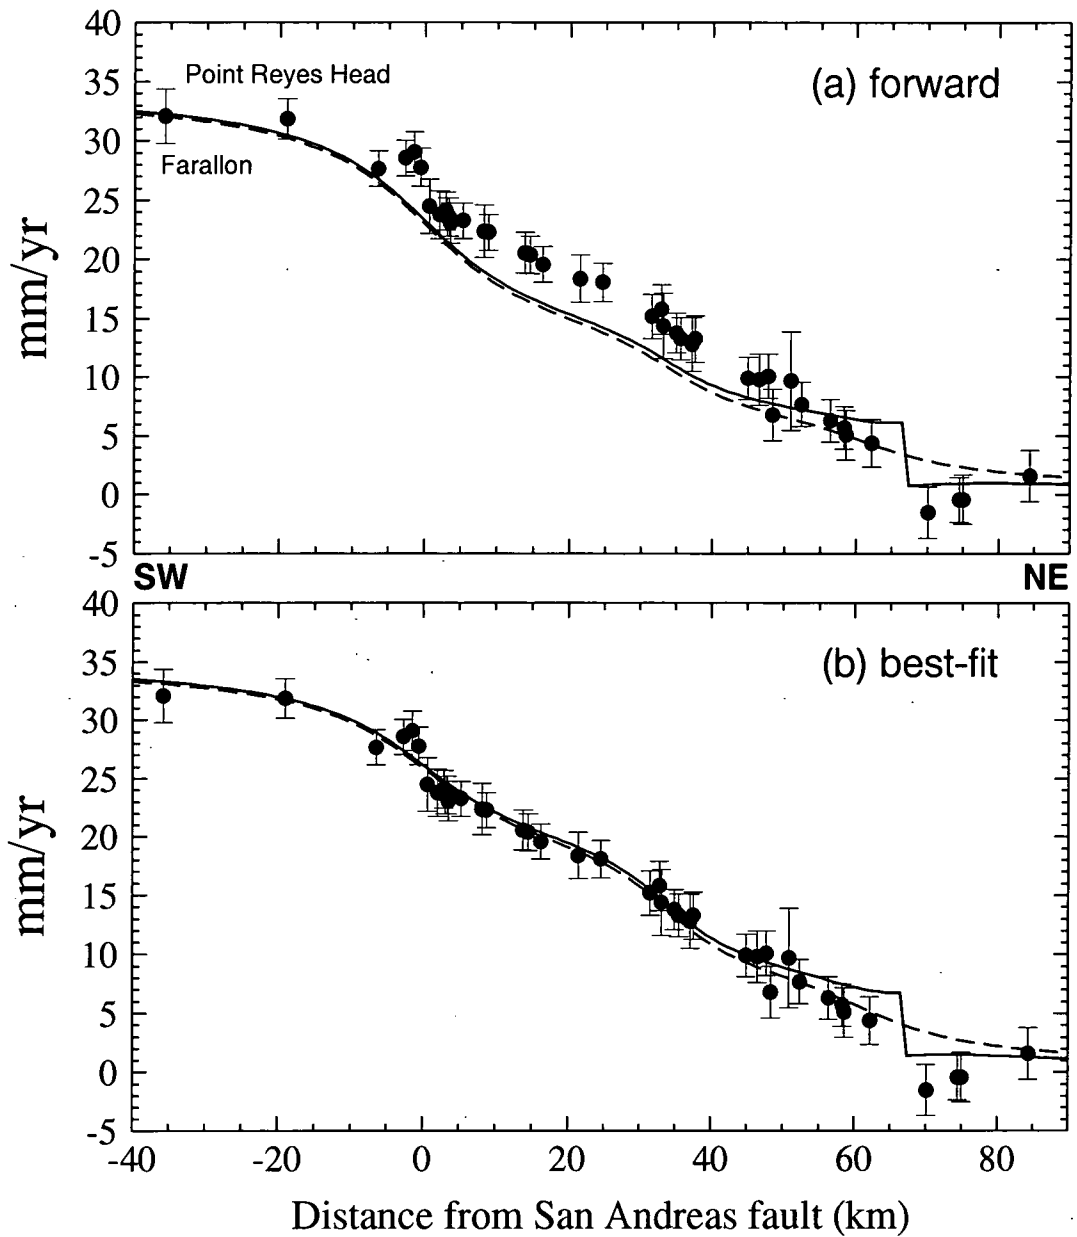 40
35
30
25
20
15
10
5
0
-5
mm/yr
Point Reyes Head
Farallon
(a) forward
SW NE
40
35
30
25
20
15
10
5
0
-5
mm/yr
(b) best-fit
-40 -20 0 20 40 60 80
Distance from San Andreas fault (km)